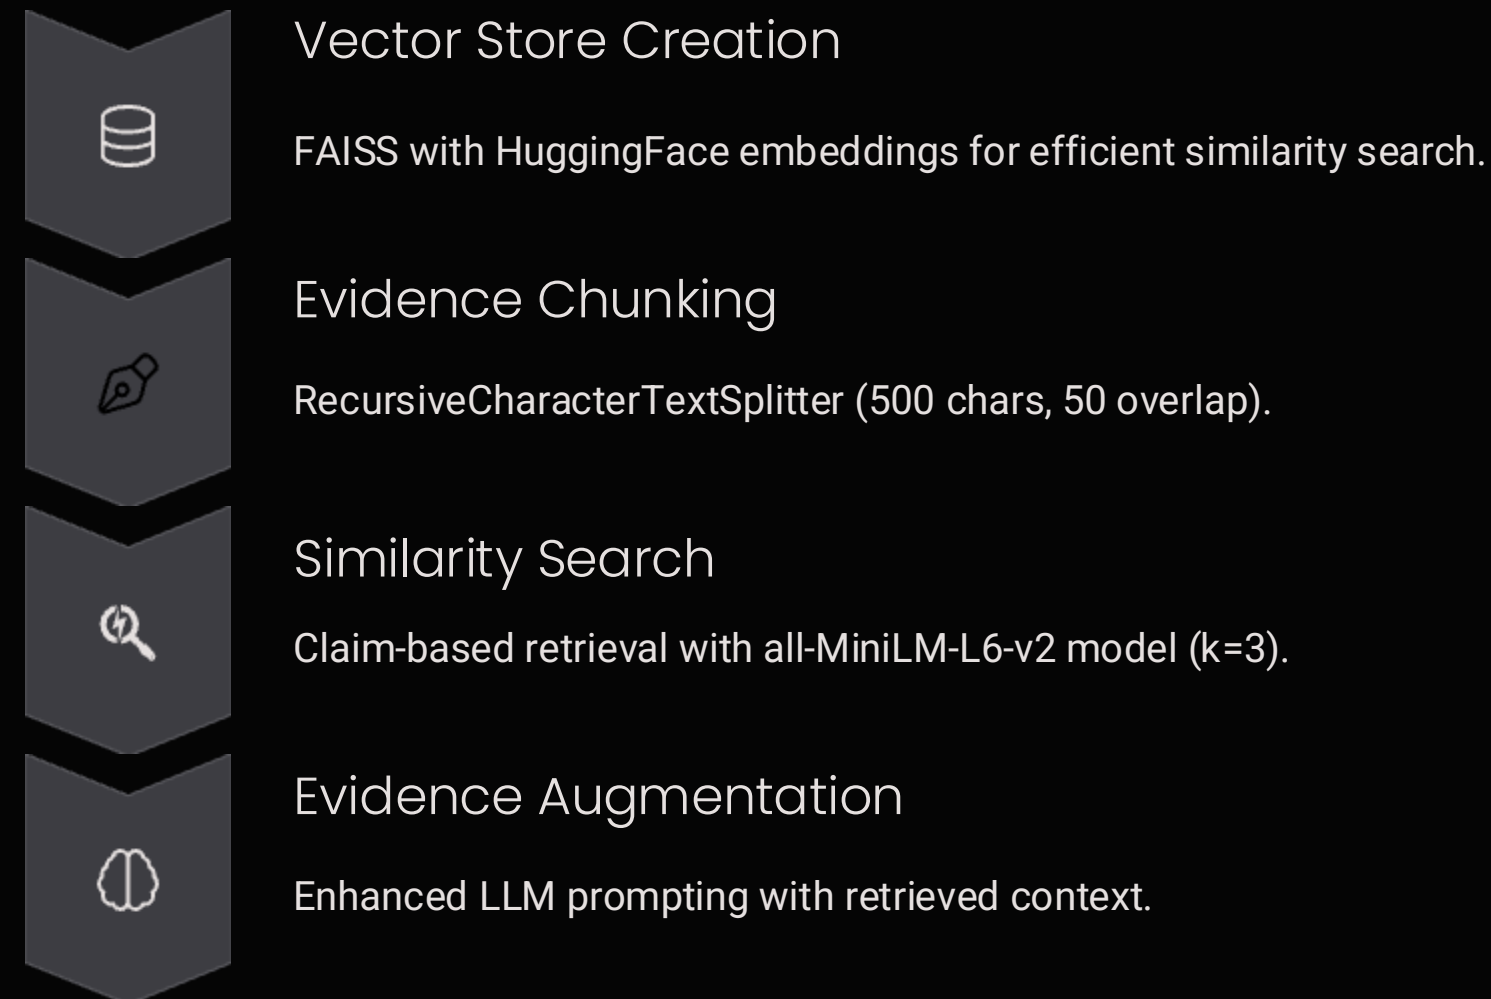 Vector Store Creation
FAISS with HuggingFace embeddings for efficient similarity search.
Evidence Chunking
RecursiveCharacterTextSplitter (500 chars, 50 overlap).
Similarity Search
Claim-based retrieval with all-MiniLM-L6-v2 model (k=3).
Evidence Augmentation
Enhanced LLM prompting with retrieved context.